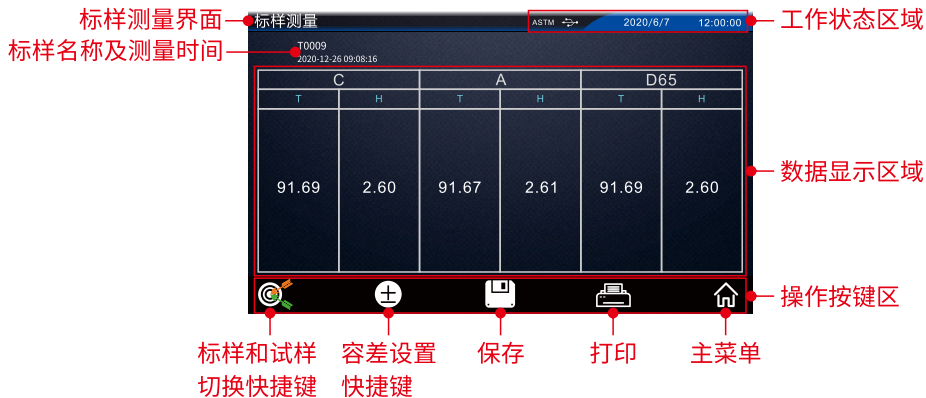 标样测量界面
标样测量
ASTM
2020/6/7
12:00:00
工作状态区域
标样名称及测量时间
T0009
2020-12-26 09:08:16
C
A
D65
T
H
T
H
T
H
91.69
2.60
91.67
2.61
91.69
2.60
数据显示区域
操作按键区
标样和试样
切换快捷键
容差设置
快捷键
保存
打印
主菜单